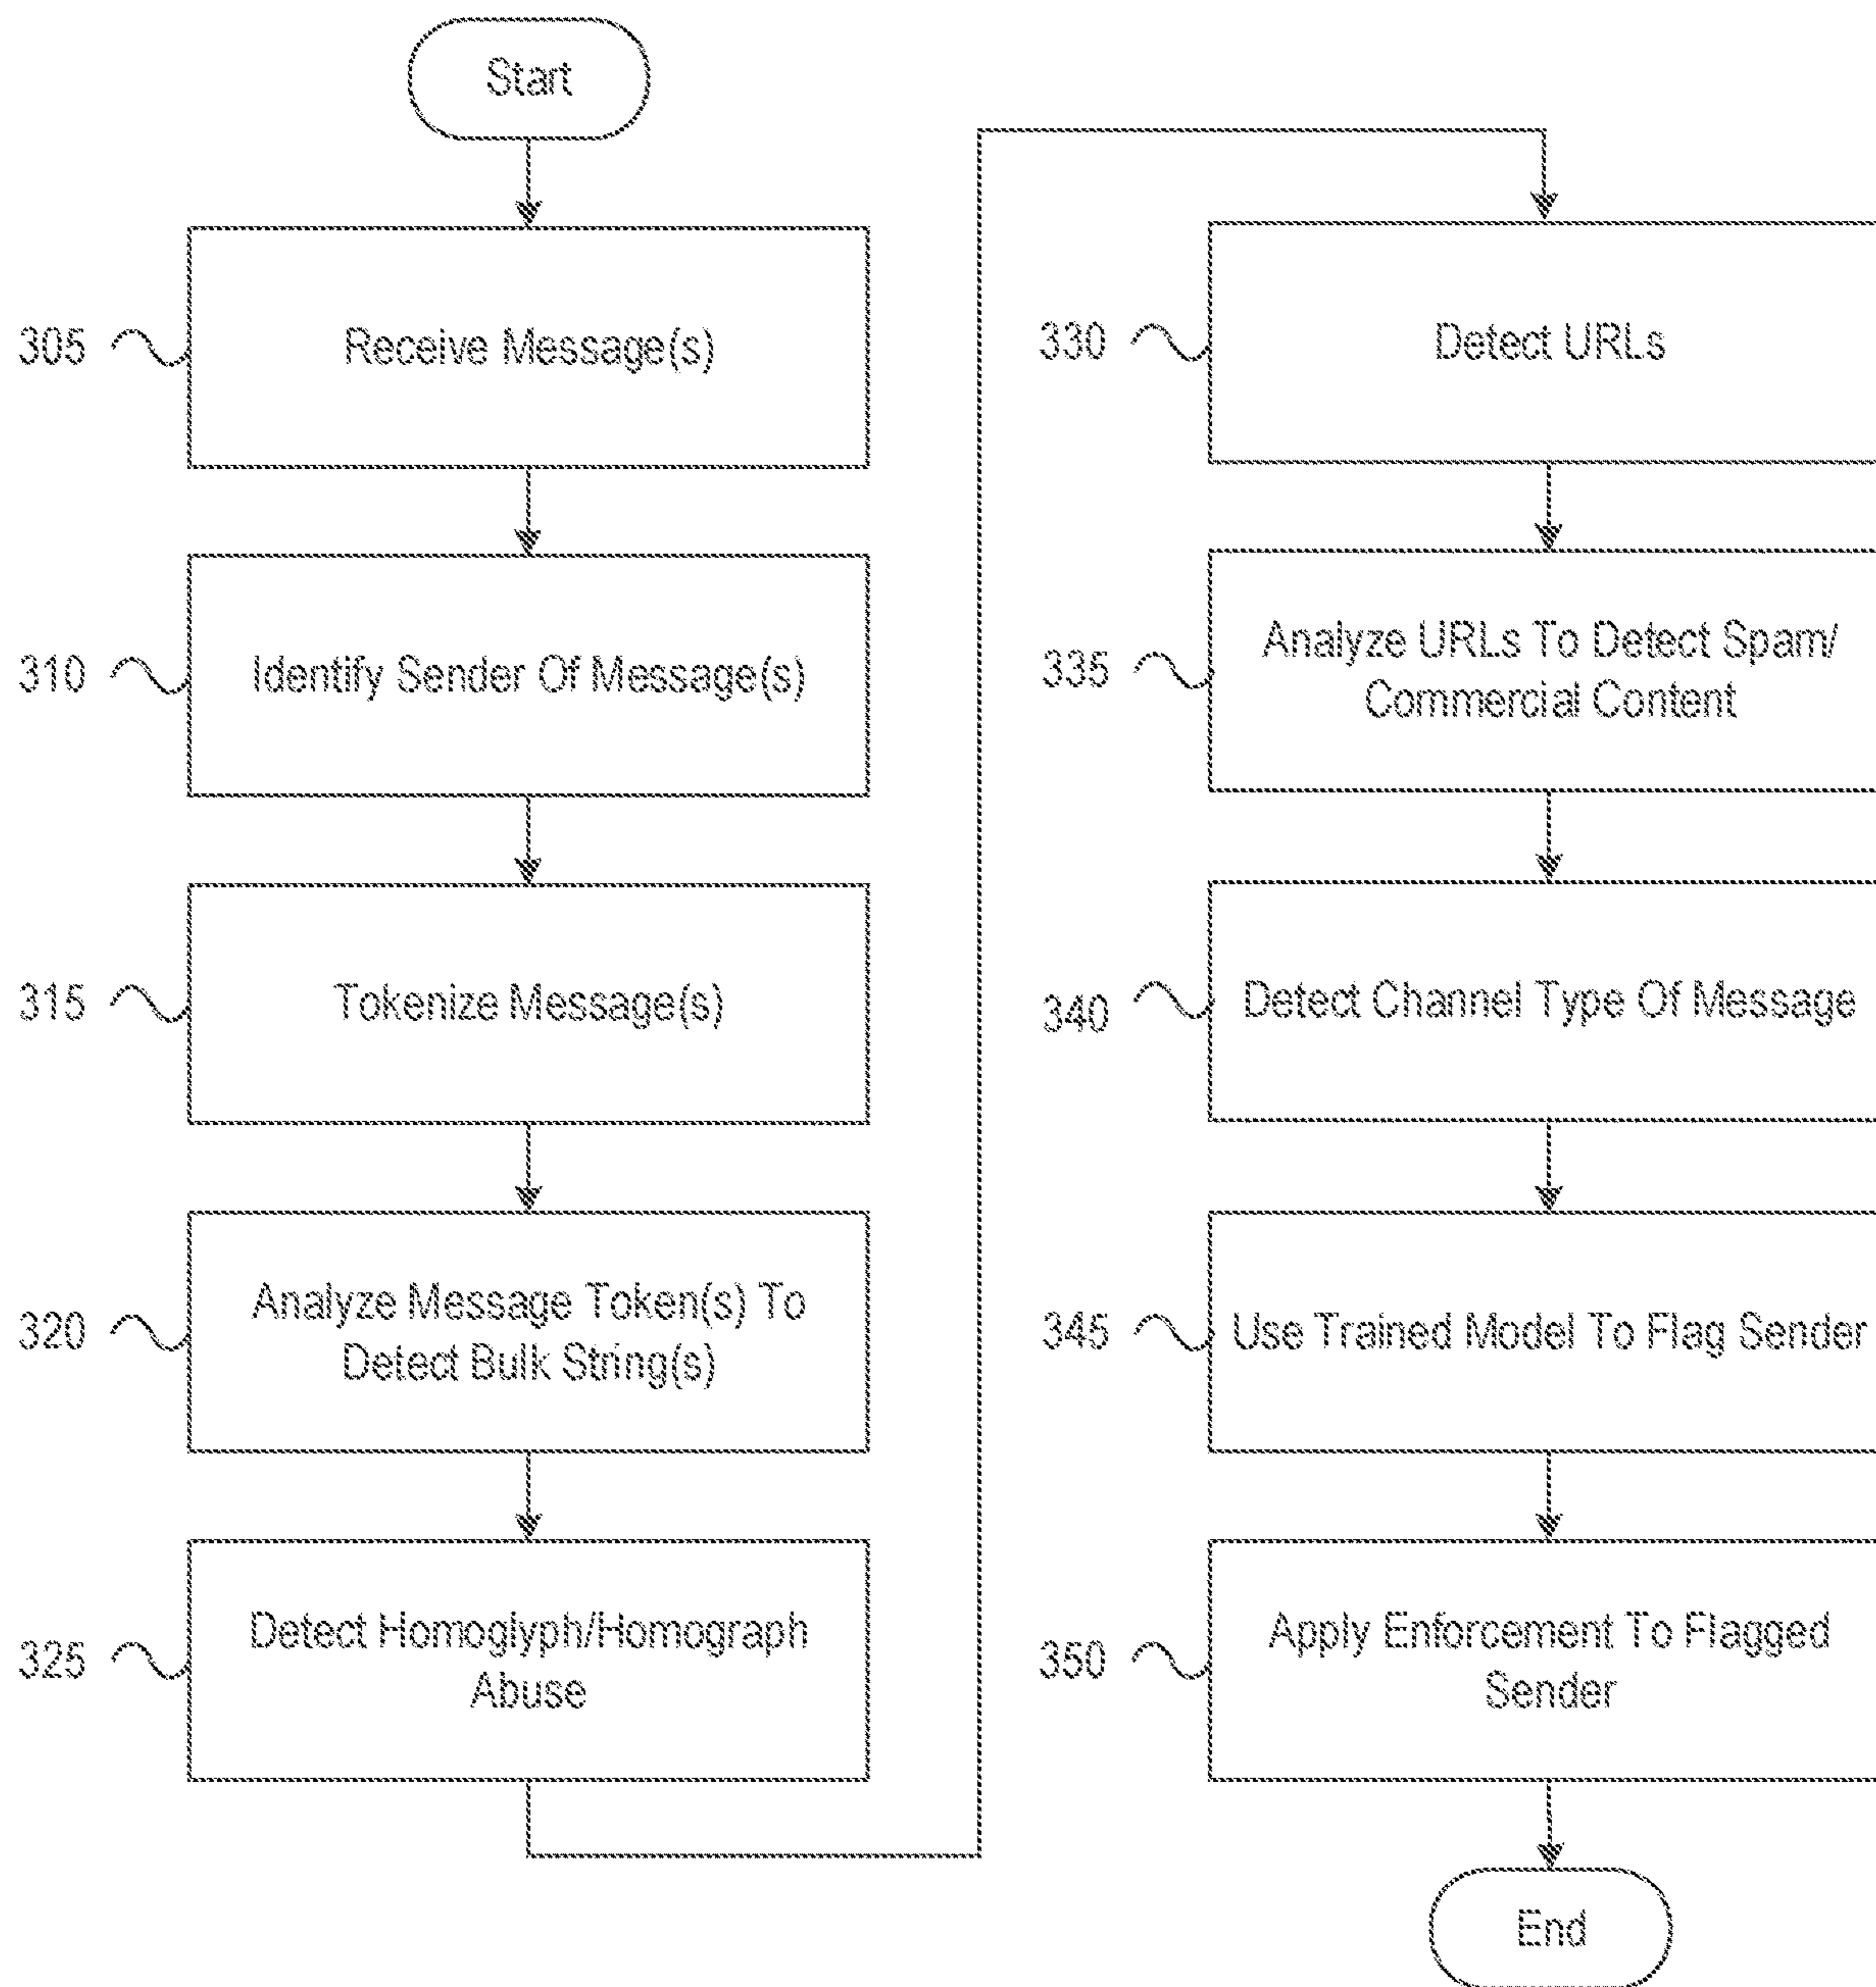 Start
305
Receive Message(s)
310
Identify Sender Of Message(s)
315
Tokenize Message(s)
320
Analyze Message Token(s) To
Detect Bulk String(s)
325
Detect Homoglyph/Homograph
Abuse
330
Detect URLs
335
Analyze URLs To Detect Spam/
Commercial Content
340
Detect Channel Type Of Message
345
Use Trained Model To Flag Sender
350
Apply Enforcement To Flagged
Sender
End